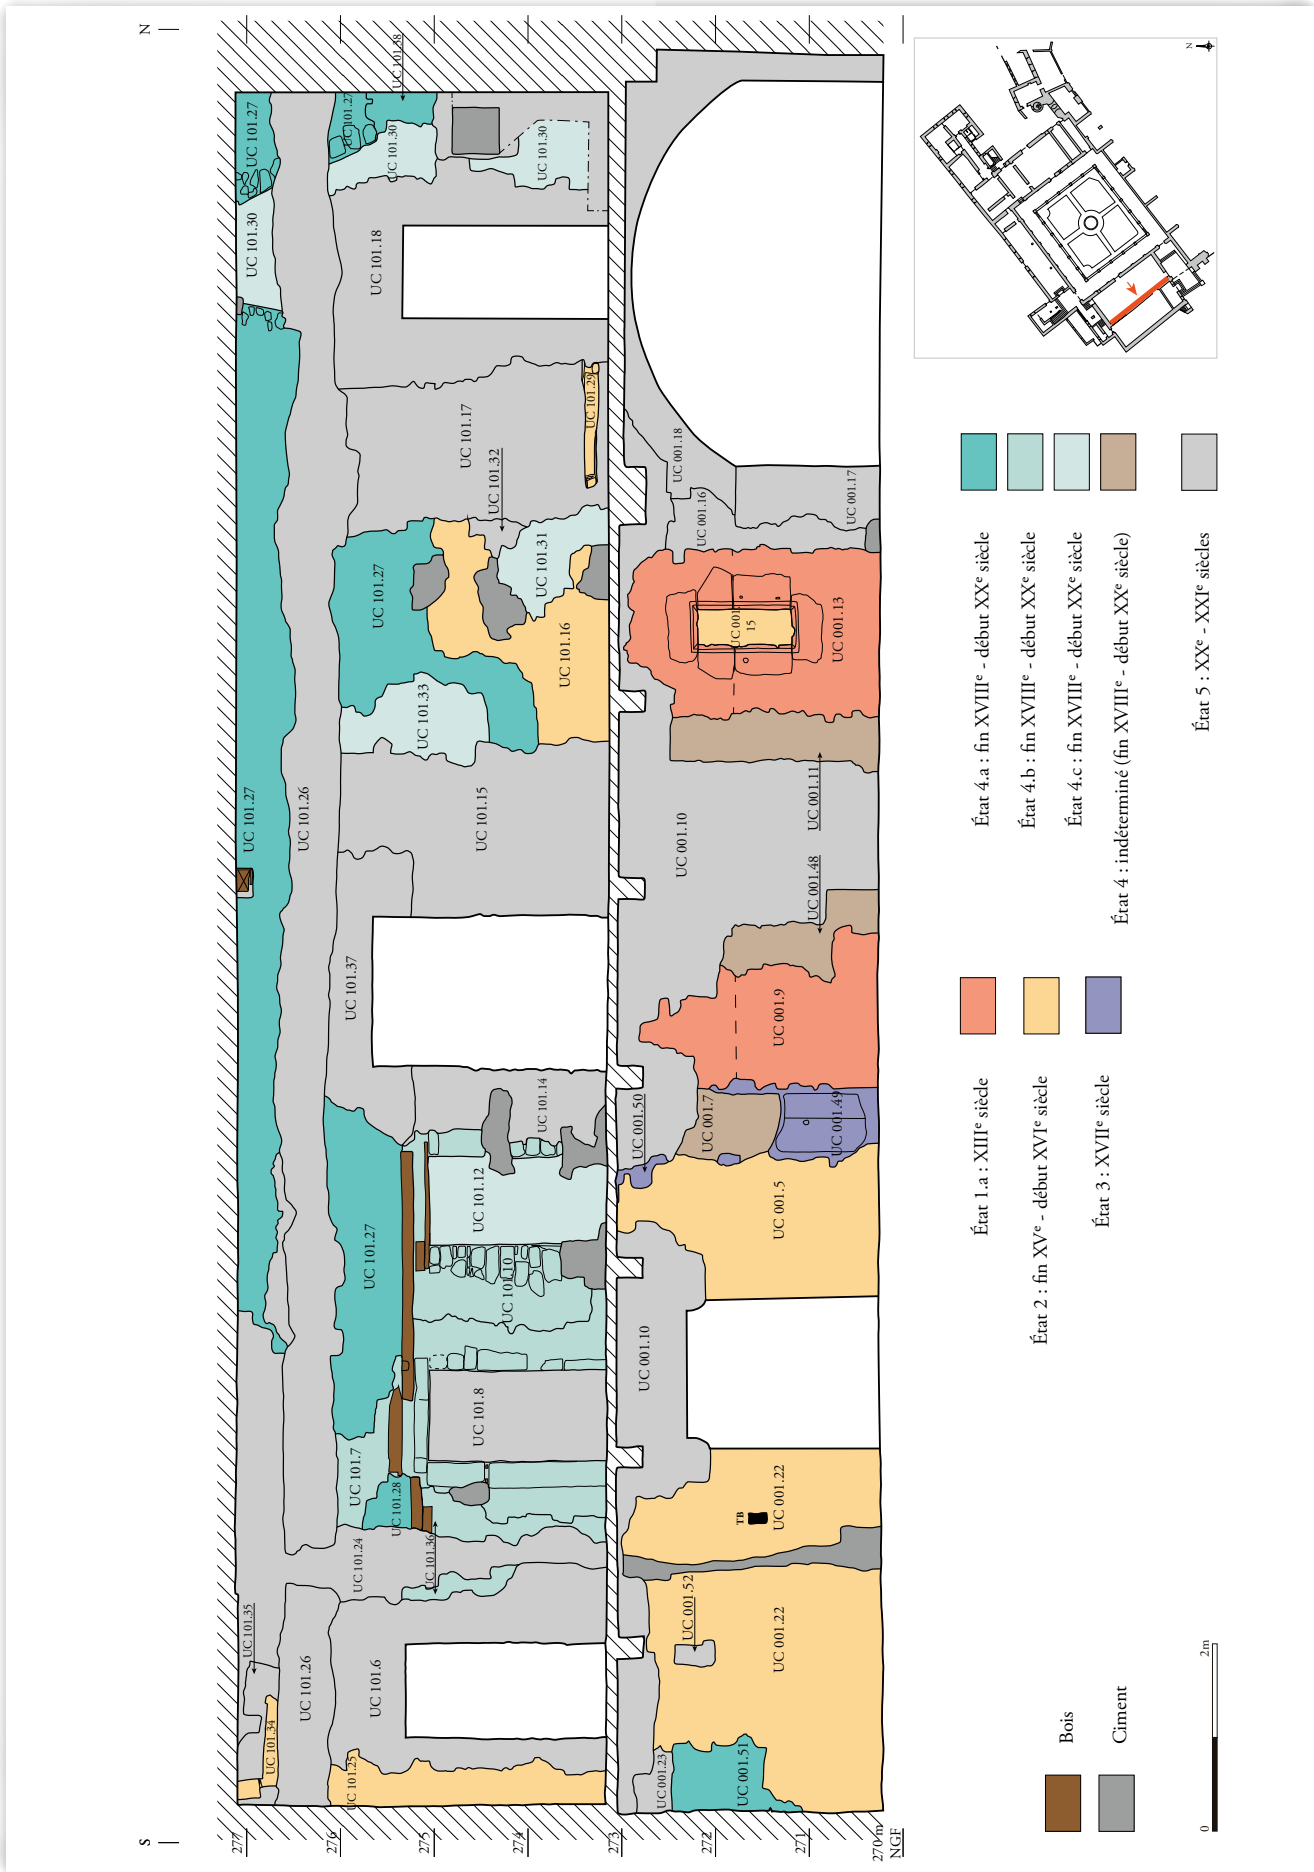 N
S
277
276
275
274
273
272
271
270 m
NGF
UC 101.27
UC 101.30
UC 101.27
UC 101.38
UC 101.30
UC 101.30
UC 101.18
UC 101.17
UC 101.29
UC 101.32
UC 101.31
UC 101.27
UC 101.16
UC 101.33
UC 101.27
UC 101.26
UC 101.15
UC 101.37
UC 101.14
UC 101.12
UC 101.27
UC 101.10
UC 101.8
UC 101.7
UC 101.28
UC 101.36
UC 101.24
UC 101.35
UC 101.26
UC 101.6
UC 101.34
UC 101.25
UC 001.18
UC 001.16
UC 001.17
UC 001.
15
UC 001.13
UC 001.11
UC 001.10
UC 001.48
UC 001.9
UC 001.50
UC 001.7
UC 001.49
UC 001.5
UC 001.10
TB
UC 001.22
UC 001.52
UC 001.22
UC 001.23
UC 001.51
N
État 1.a : XIIIe siècle
État 2 : fin XVe - début XVIe siècle
État 3 : XVIIe siècle
État 4.a : fin XVIIIe - début XXe siècle
État 4.b : fin XVIIIe - début XXe siècle
État 4.c : fin XVIIIe - début XXe siècle
État 4 : indéterminé (fin XVIIIe - début XXe siècle)
État 5 : XXe - XXIe siècles
Bois
Ciment
0
2m